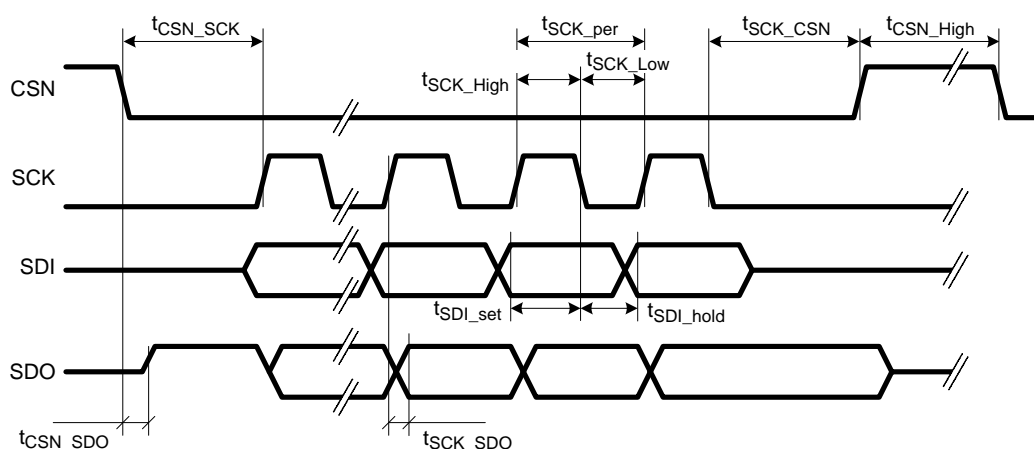 tCSN_SCK
tSCK_per
tSCK_CSN
tCSN_High
tSCK_High
tSCK_Low
CSN
SCK
SDI
tSDI_set
tSDI_hold
SDO
tCSN_SDO
tSCK_SDO